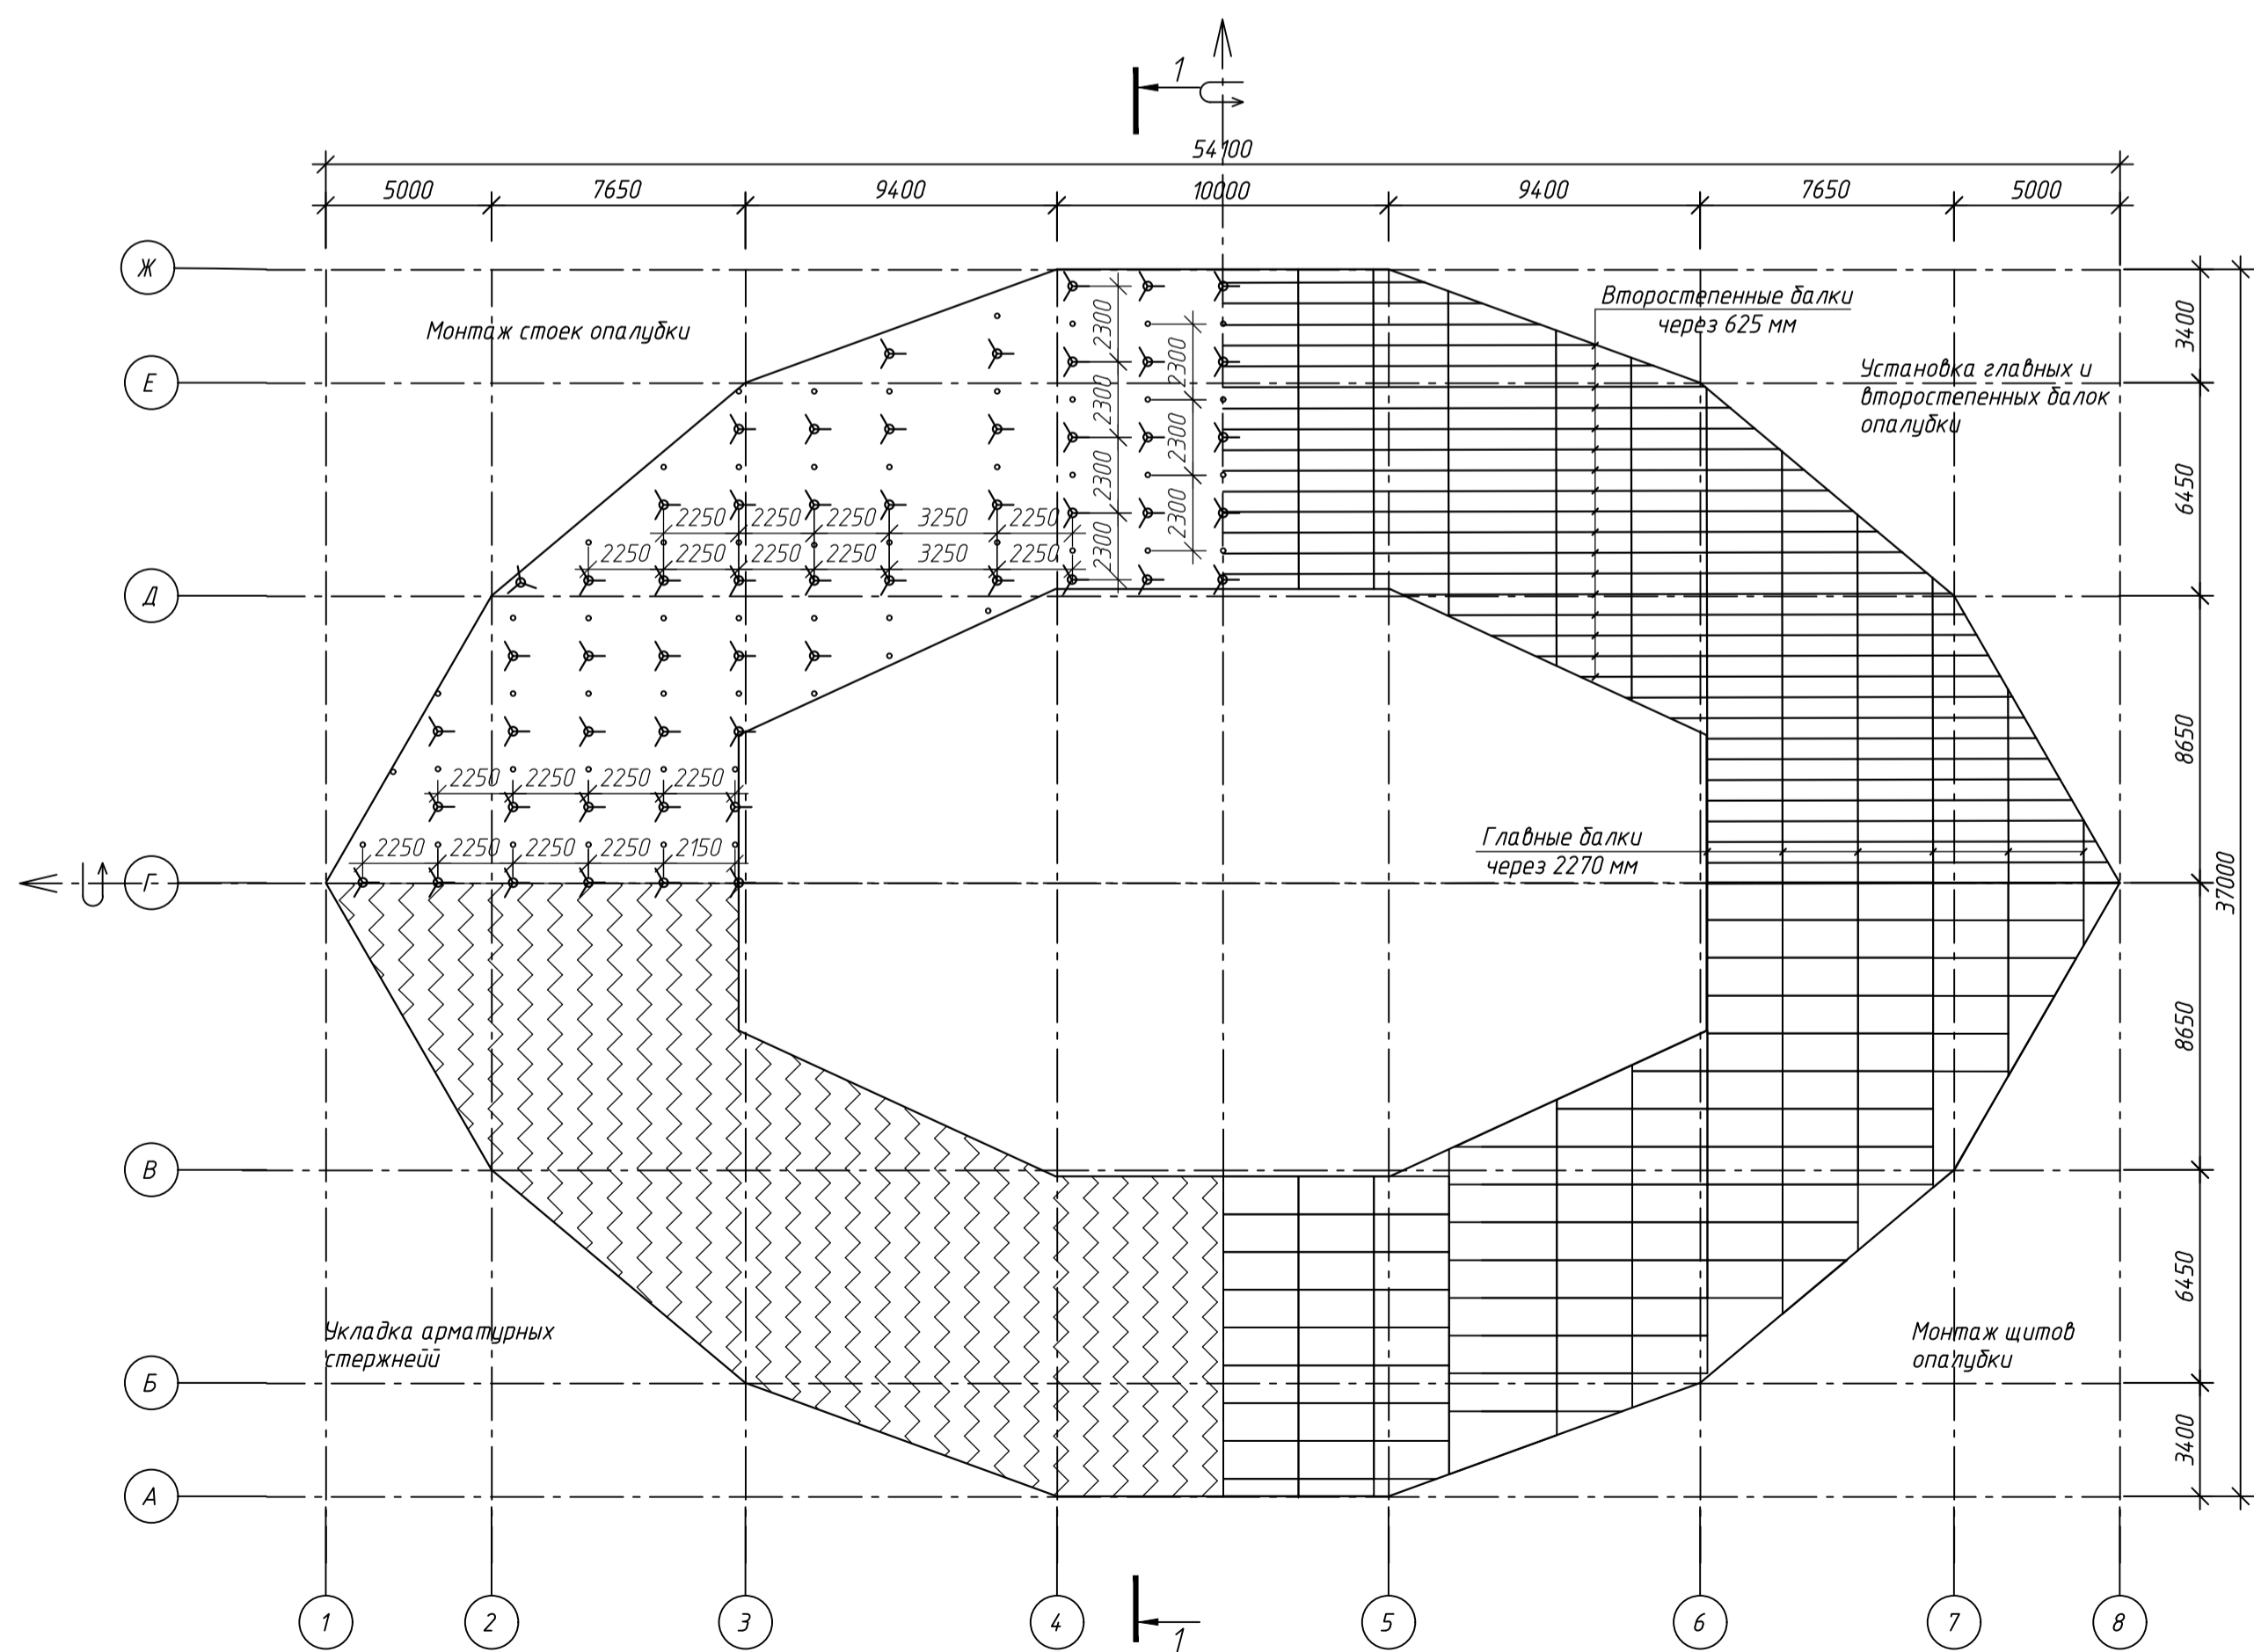 1
54100
5000 7650 9400 10000 9400 7650 5000
Ж
Второстепенные балки
через 625 мм
3400
Монтаж стоек опалубки
2300
2300
Установка главных и
второстепенных балок
опалубки
Е
2300
2300
6450
2300
2250 2250 2250 3250 2250
2300
2300
2250 2250 2250 2250 3250 2250
Д
8650
2250 2250 2250 2250
Главные балки
через 2270 мм
2250 2250 2250 2250 2150
Г
37000
8650
В
6450
Укладка арматурных
стержнейй
Монтаж щитов
опалубки
Б
3400
А
1 2 3 4 5 6 7 8
1